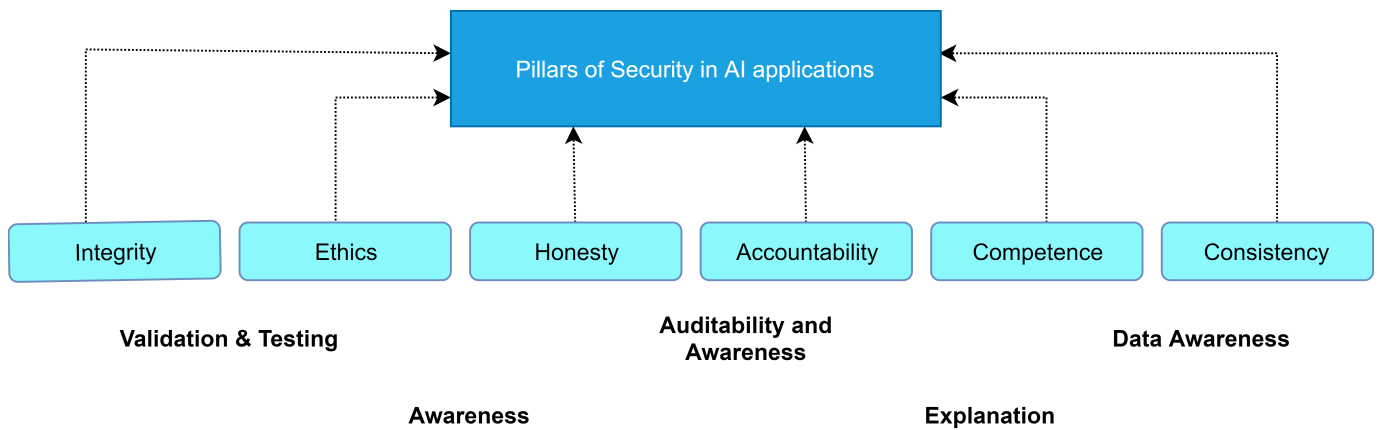 Pillars of Security in AI applications
Integrity
Ethics
Honesty
Accountability
Competence
Consistency
Validation & Testing
Auditability and
Awareness
Data Awareness
Awareness
Explanation